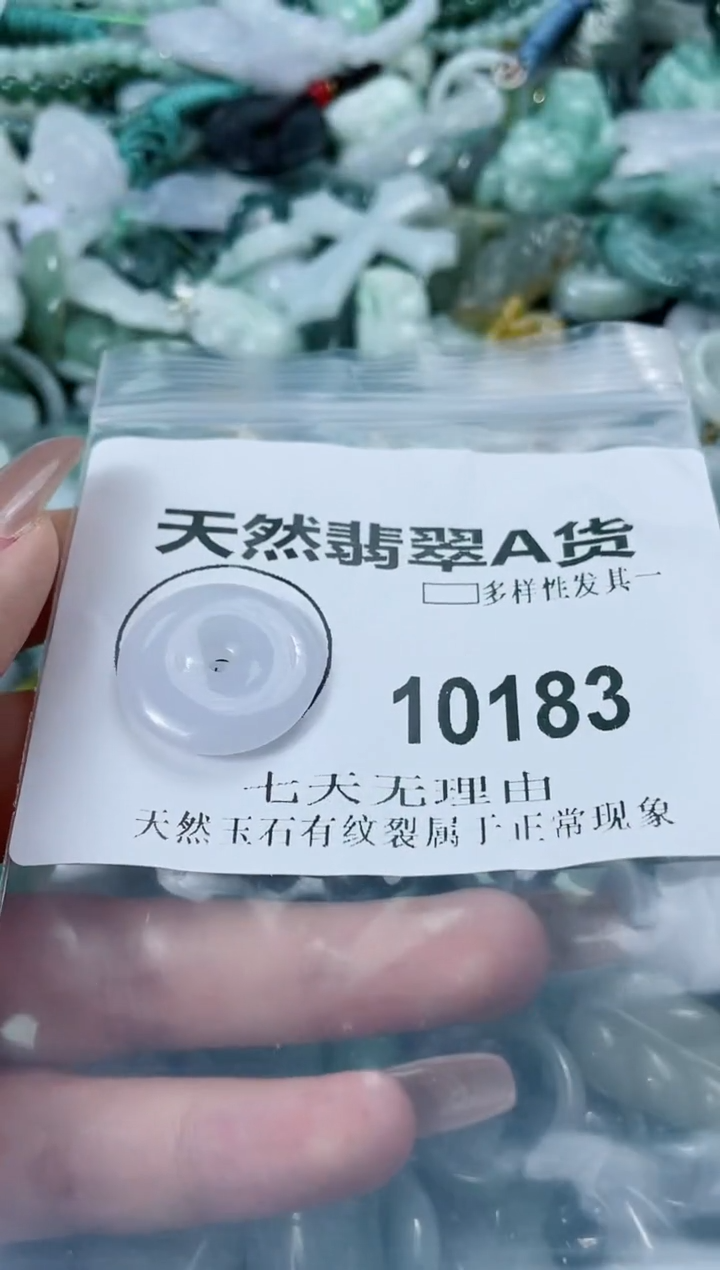 天然翡翠A货
多样性发其一
10183
七天无理由
天然玉石有纹裂属于正常现象